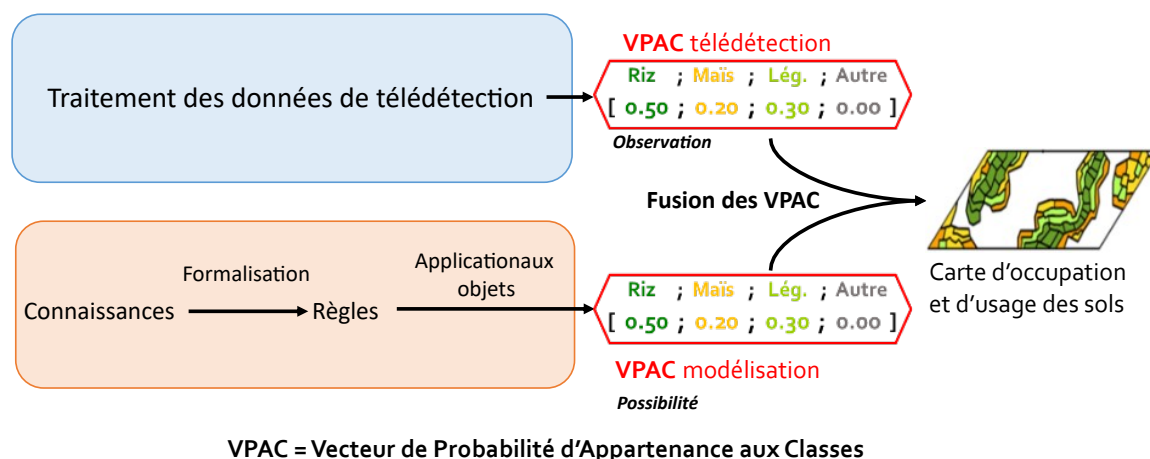 Traitement des données de télédétection
VPAC télédétection
Riz ; Maïs ; Lég. ; Autre
[ 0.50 ; 0.20 ; 0.30 ; 0.00 ]
Observation
Fusion des VPAC
Carte d'occupation
et d'usage des sols
Connaissances
Formalisation
Règles
Applicationaux
objets
Riz ; Maïs ; Lég. ; Autre
[ 0.50 ; 0.20 ; 0.30 ; 0.00 ]
VPAC modélisation
Possibilité
VPAC = Vecteur de Probabilité d'Appartenance aux Classes